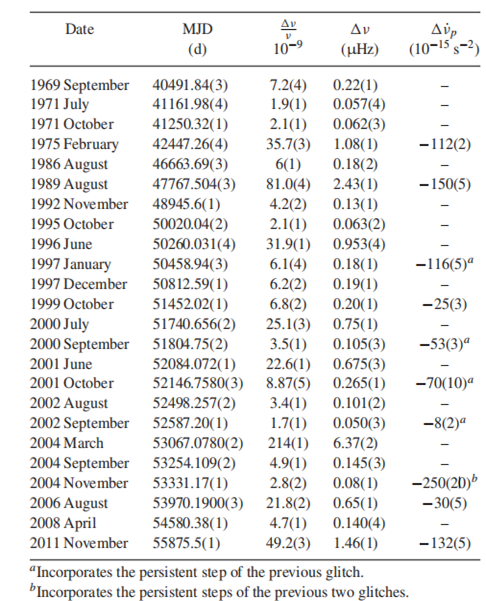 Date MJD Δν/ν Δν Δν̇p
(d) 10−9 (μHz) (10−15 s−2)
1969 September 40491.84(3) 7.2(4) 0.22(1) –
1971 July 41161.98(4) 1.9(1) 0.057(4) –
1971 October 41250.32(1) 2.1(1) 0.062(3) –
1975 February 42447.26(4) 35.7(3) 1.08(1) −112(2)
1986 August 46663.69(3) 6(1) 0.18(2) –
1989 August 47767.504(3) 81.0(4) 2.43(1) −150(5)
1992 November 48945.6(1) 4.2(2) 0.13(1) –
1995 October 50020.04(2) 2.1(1) 0.063(2) –
1996 June 50260.031(4) 31.9(1) 0.953(4) –
1997 January 50458.94(3) 6.1(4) 0.18(1) −116(5)a
1997 December 50812.59(1) 6.2(2) 0.19(1) –
1999 October 51452.02(1) 6.8(2) 0.20(1) −25(3)
2000 July 51740.656(2) 25.1(3) 0.75(1) –
2000 September 51804.75(2) 3.5(1) 0.105(3) −53(3)a
2001 June 52084.072(1) 22.6(1) 0.675(3) –
2001 October 52146.7580(3) 8.87(5) 0.265(1) −70(10)a
2002 August 52498.257(2) 3.4(1) 0.101(2) –
2002 September 52587.20(1) 1.7(1) 0.050(3) −8(2)a
2004 March 53067.0780(2) 214(1) 6.37(2) –
2004 September 53254.109(2) 4.9(1) 0.145(3) –
2004 November 53331.17(1) 2.8(2) 0.08(1) −250(20)b
2006 August 53970.1900(3) 21.8(2) 0.65(1) −30(5)
2008 April 54580.38(1) 4.7(1) 0.140(4) –
2011 November 55875.5(1) 49.2(3) 1.46(1) −132(5)
aIncorporates the persistent step of the previous glitch.
bIncorporates the persistent steps of the previous two glitches.